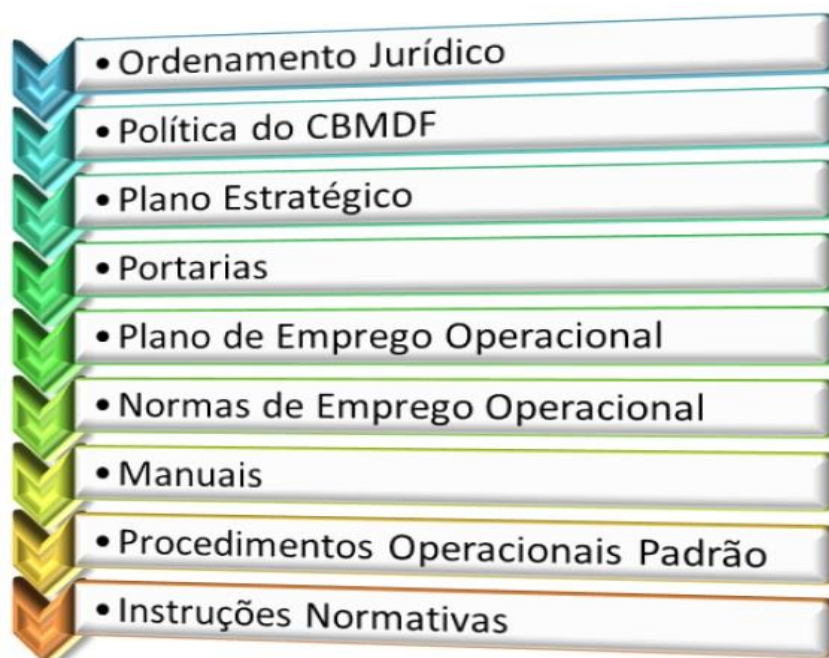 • Ordenamento Jurídico
• Política do CBMDF
• Plano Estratégico
• Portarias
• Plano de Emprego Operacional
• Normas de Emprego Operacional
• Manuais
• Procedimentos Operacionais Padrão
• Instruções Normativas